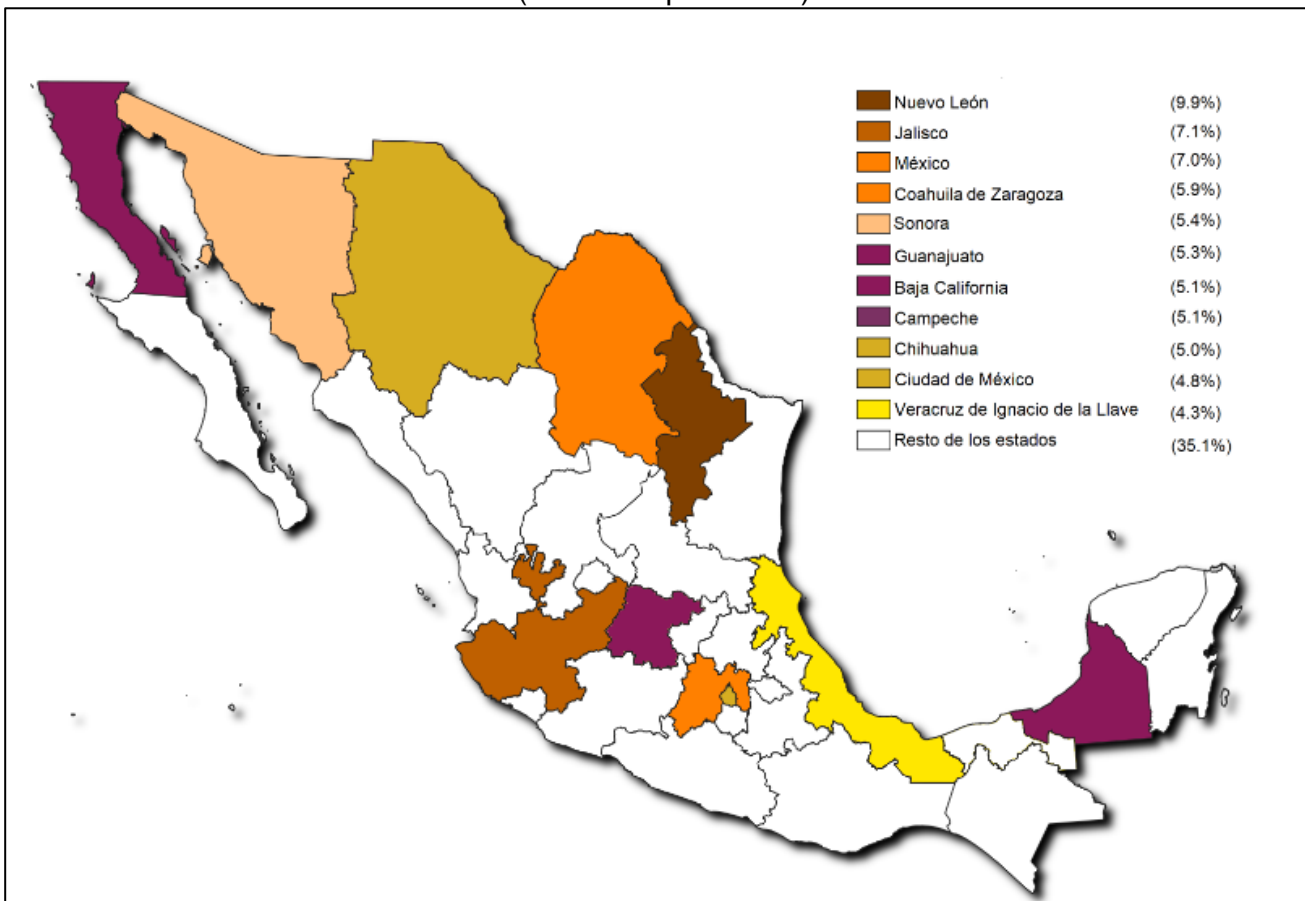 Nuevo León (9.9%)
Jalisco (7.1%)
México (7.0%)
Coahuila de Zaragoza (5.9%)
Sonora (5.4%)
Guanajuato (5.3%)
Baja California (5.1%)
Campeche (5.1%)
Chihuahua (5.0%)
Ciudad de México (4.8%)
Veracruz de Ignacio de la Llave (4.3%)
Resto de los estados (35.1%)